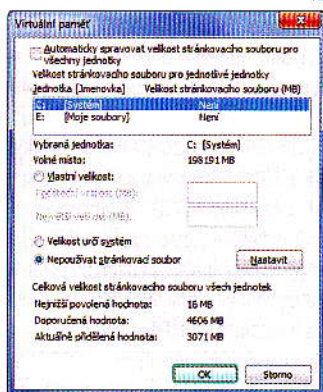 Virtuální paměť
Automaticky spravovat velikost stránkovacího souboru pro
všechny jednotky
Velikost stránkovacího souboru pro jednotlivé jednotky
Jednotka [Jmenovka] Velikost stránkovacího souboru (MB)
C: [Systém] Není
E: [Moje soubory] Není
Vybraná jednotka: C: [Systém]
Volné místo: 198191 MB
Vlastní velikost:
Počáteční velikost (MB):
Největší velikost (MB):
Velikost určí systém
Nepoužívat stránkovací soubor Nastavit
Celková velikost stránkovacího souboru všech jednotek
Nejnižší povolená hodnota: 16 MB
Doporučená hodnota: 4606 MB
Aktuálně přidělená hodnota: 3071 MB
OK Storno